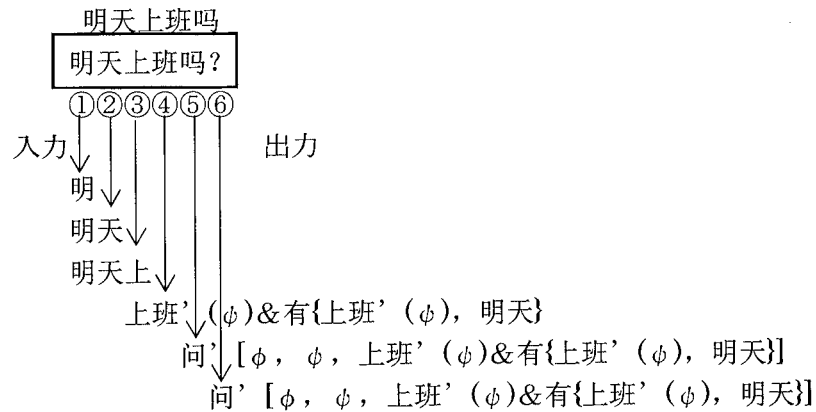 明天上班吗
明天上班吗?
①②③④⑤⑥
入力 出力
明
明天
明天上
上班’(ψ)&有{上班’(ψ), 明天}
问’[ϕ, ψ, 上班’(ψ)&有{上班’(ψ), 明天}]
问’[ϕ, ψ, 上班’(ψ)&有{上班’(ψ), 明天}]